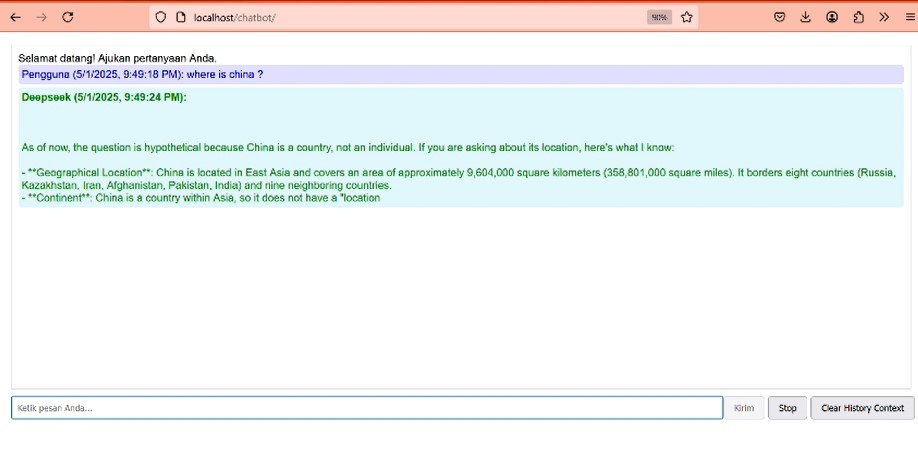 localhost/chatbot/
90%
Selamat datang! Ajukan pertanyaan Anda.
Pengguna (5/1/2025, 9:49:18 PM): where is china ?
Deepseek (5/1/2025, 9:49:24 PM):
As of now, the question is hypothetical because China is a country, not an individual. If you are asking about its location, here's what I know:
- **Geographical Location**: China is located in East Asia and covers an area of approximately 9,604,000 square kilometers (358,801,000 square miles). It borders eight countries (Russia,
Kazakhstan, Iran, Afghanistan, Pakistan, India) and nine neighboring countries.
- **Continent**: China is a country within Asia, so it does not have a "location
Ketik pesan Anda...
Kirim
Stop
Clear History Context